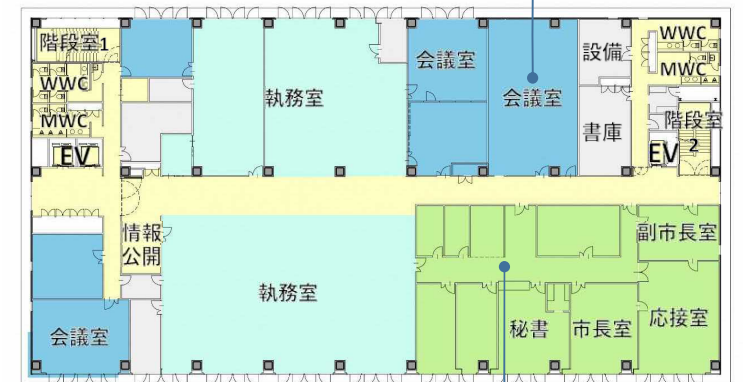 階段室1
WWC
MWC
EV
執務室
会議室
会議室
設備
書庫
WWC
MWC
階段室
2
EV
情報
公開
執務室
会議室
副市長室
秘書
市長室
応接室